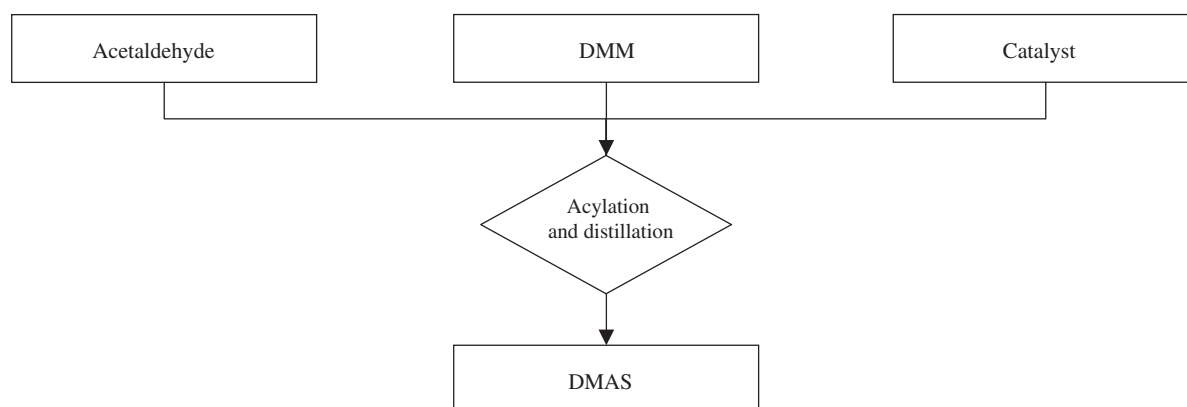 Acetaldehyde
DMM
Catalyst
Acylation
and distillation
DMAS